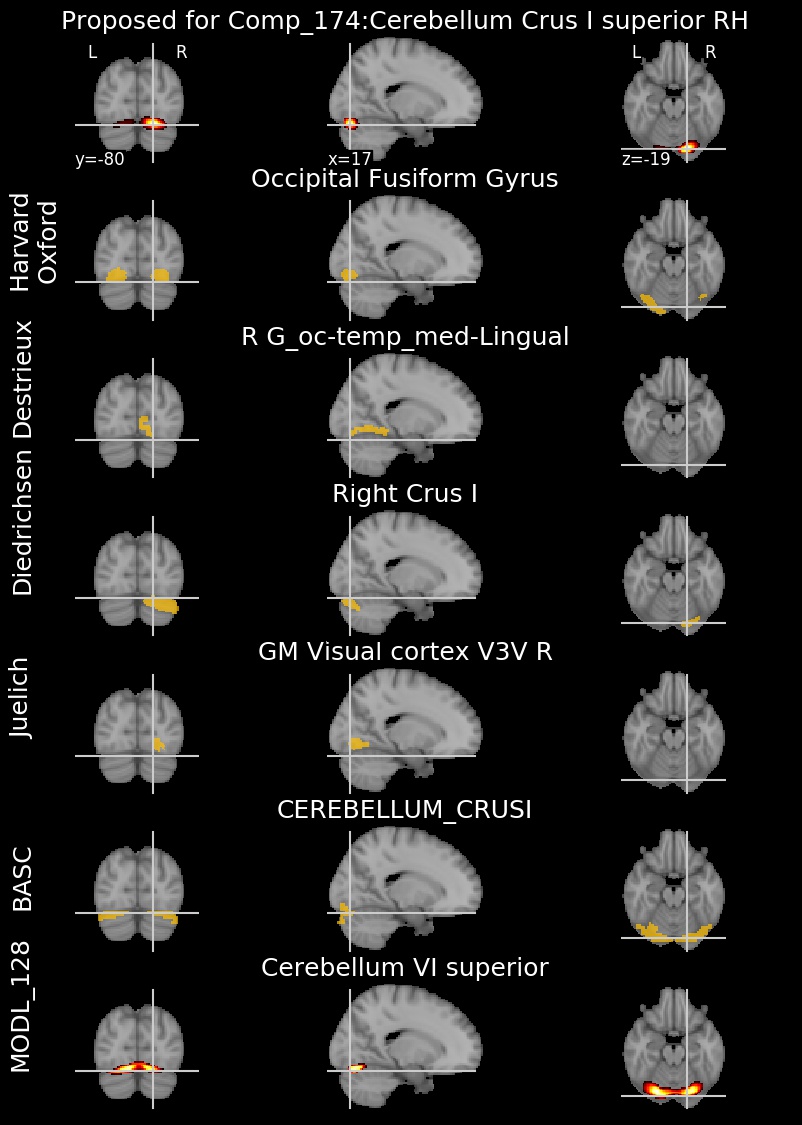 Proposed for Comp_174:Cerebellum Crus I superior RH
L R
L R
y=-80
x=17
z=-19
Occipital Fusiform Gyrus
Harvard
Oxford
R G_oc-temp_med-Lingual
Destrieux
Right Crus I
Diedrichsen
GM Visual cortex V3V R
Juelich
CEREBELLUM_CRUSI
BASC
Cerebellum VI superior
MODL_128